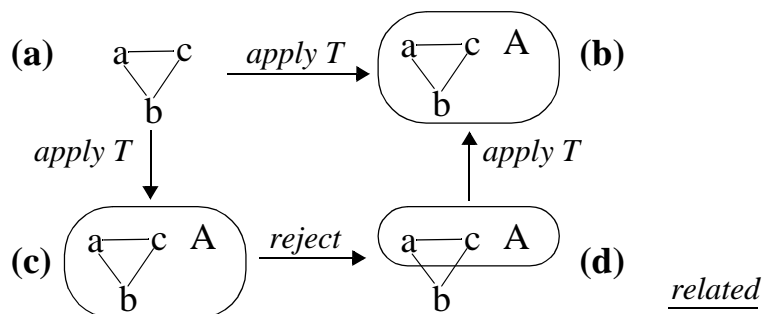 (a) a c apply T a c A (b)
b b
apply T apply T
(c) a c A reject a c A (d)
b b related